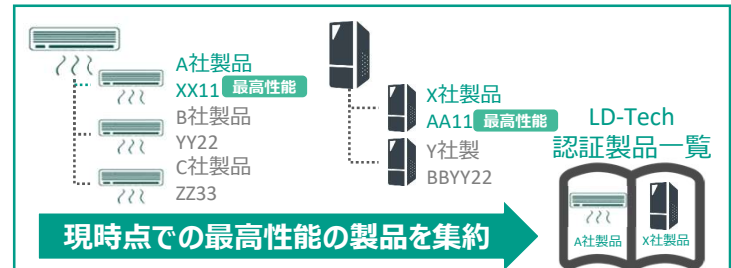 A社製品
XX11 最高性能
B社製品
YY22
C社製品
ZZ33
X社製品
AA11 最高性能
Y社製
BBYY22
LD-Tech
認証製品一覧
A社製品 X社製品
現時点での最高性能の製品を集約